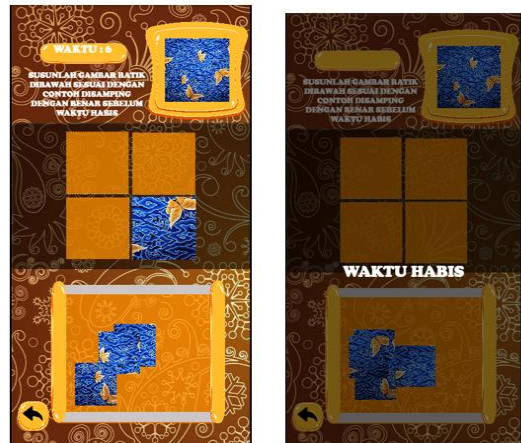 WAKTU : 6
SUSUNLAH GAMBAR BATIK
DIBAWAH SESUAI DENGAN
CONTOH DISAMPING
DENGAN BENAR SEBELUM
WAKTU HABIS
SUSUNLAH GAMBAR BATIK
DIBAWAH SESUAI DENGAN
CONTOH DISAMPING
DENGAN BENAR SEBELUM
WAKTU HABIS
WAKTU HABIS